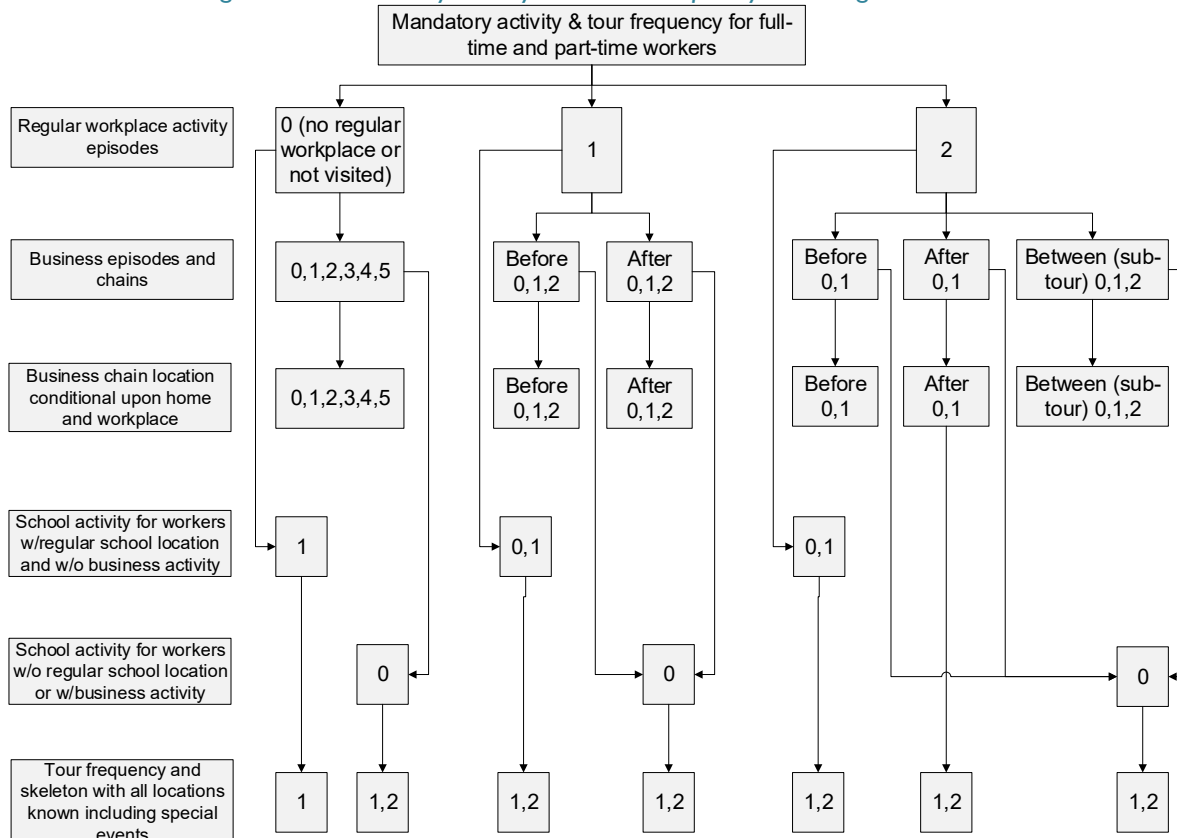 Mandatory activity & tour frequency for full-
time and part-time workers
Regular workplace activity
episodes
0 (no regular
workplace or
not visited)
1
2
Business episodes and
chains
0,1,2,3,4,5
Before
0,1,2
After
0,1,2
Before
0,1
After
0,1
Between (sub-
tour) 0,1,2
Business chain location
conditional upon home
and workplace
0,1,2,3,4,5
Before
0,1,2
After
0,1,2
Before
0,1
After
0,1
Between (sub-
tour) 0,1,2
School activity for workers
w/regular school location
and w/o business activity
1
0,1
0,1
School activity for workers
w/o regular school location
or w/business activity
0
0
0
Tour frequency and
skeleton with all locations
known including special
events
1
1,2
1,2
1,2
1,2
1,2
1,2